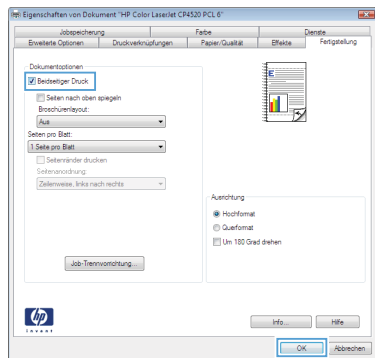 Eigenschaften von Dokument "HP Color LaserJet CP4520 PCL 6"
Jobspeicherung Farbe Dienste
Erweiterte Optionen Druckverknüpfungen Papier/Qualität Effekte Fertigstellung
Dokumentoptionen
Beidseitiger Druck
Seiten nach oben spiegeln
Broschürenlayout:
Aus
Seiten pro Blatt:
1 Seite pro Blatt
Seitenränder drucken
Seitenanordnung:
Zeilenweise, links nach rechts
Job-Trennvorrichtung...
E
Ausrichtung
Hochformat
Querformat
Um 180 Grad drehen
hp
invent
Info...
Hilfe
OK
Abbrechen